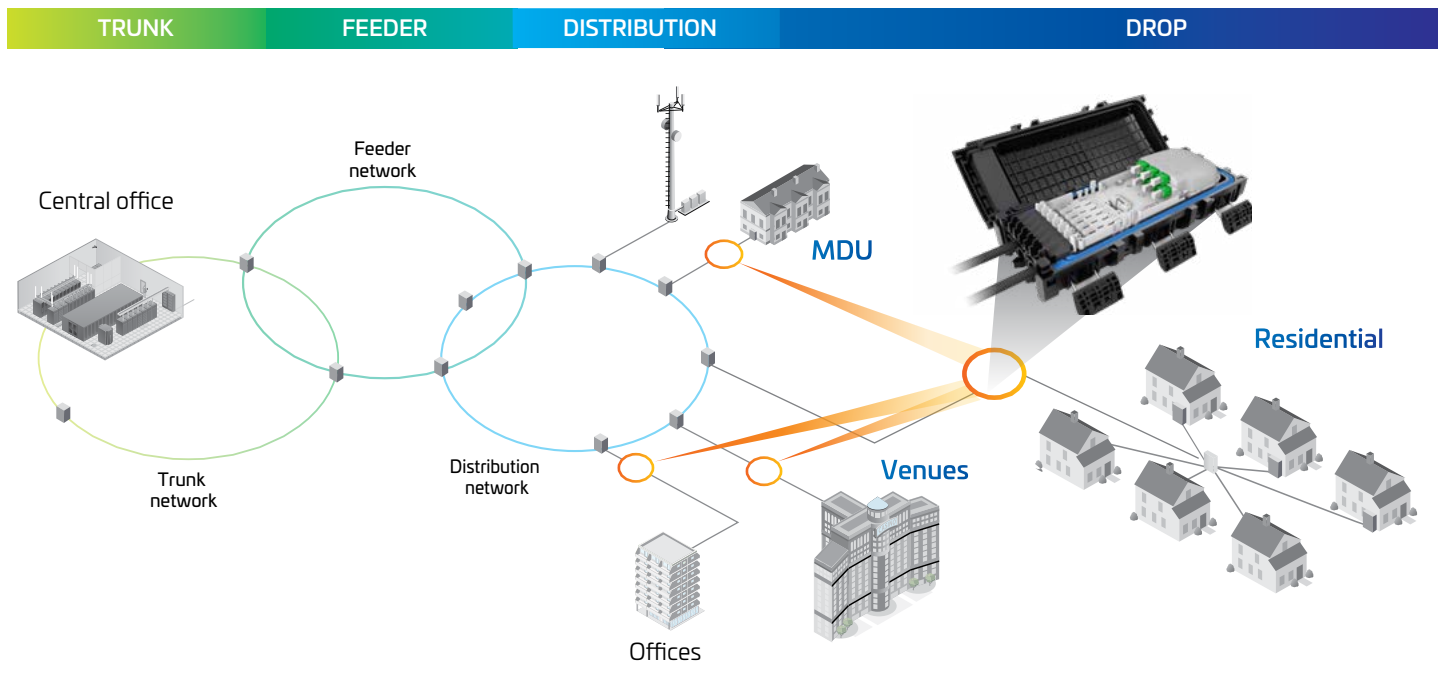 TRUNK
FEEDER
DISTRIBUTION
DROP
Feeder
network
Central office
MDU
Residential
Distribution
network
Venues
Trunk
network
Offices